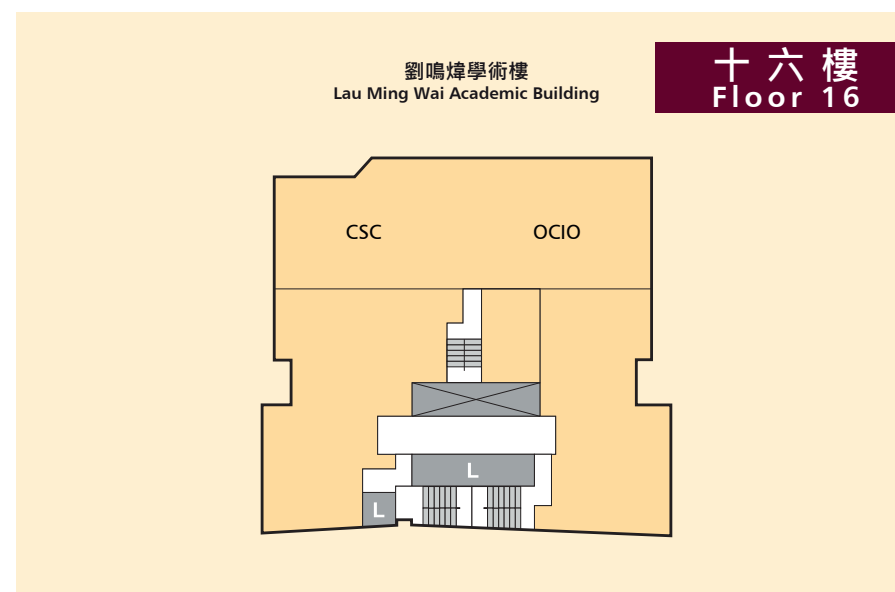 劉鳴煒學術樓
Lau Ming Wai Academic Building
十六樓
Floor 16
CSC
OCIO
L
L